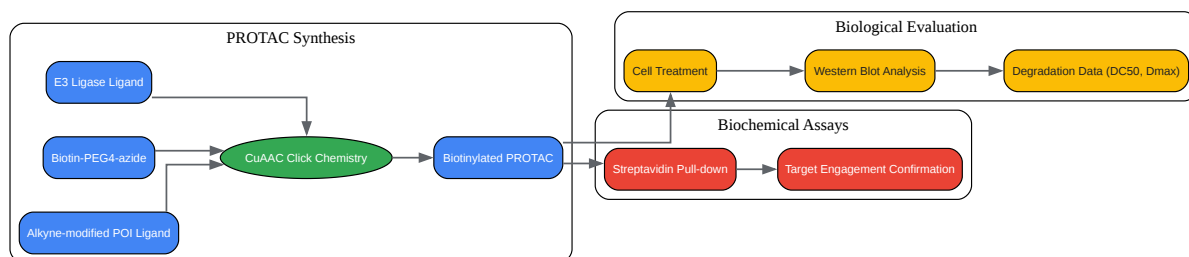 PROTAC Synthesis
E3 Ligase Ligand
Biotin-PEG4-azide
Alkyne-modified POI Ligand
CuAAC Click Chemistry
Biotinylated PROTAC
Biological Evaluation
Cell Treatment
Western Blot Analysis
Degradation Data (DC50, Dmax)
Biochemical Assays
Streptavidin Pull-down
Target Engagement Confirmation